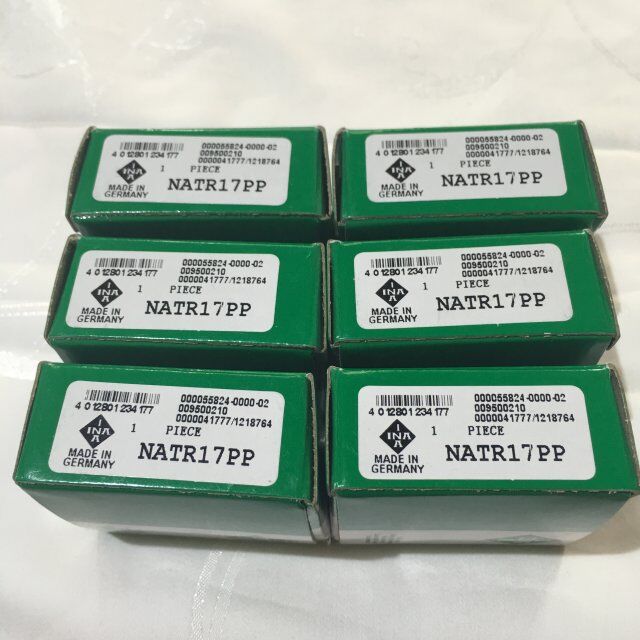 4 012801 234177
000055824-0000-02
009500210
0000041777/1218764
INA
1 PIECE
MADE IN
GERMANY
NATR17PP
4 012801 234177
000055824-0000-02
009500210
0000041777/1218764
INA
1 PIECE
MADE IN
GERMANY
NATR17PP
4 012801 234177
000055824-0000-02
009500210
0000041777/1218764
INA
1 PIECE
MADE IN
GERMANY
NATR17PP
4 012801 234177
000055824-0000-02
009500210
0000041777/1218764
INA
1 PIECE
MADE IN
GERMANY
NATR17PP
4 012801 234177
000055824-0000-02
009500210
0000041777/1218764
INA
1 PIECE
MADE IN
GERMANY
NATR17PP
4 012801 234177
000055824-0000-02
009500210
0000041777/1218764
INA
1 PIECE
MADE IN
GERMANY
NATR17PP